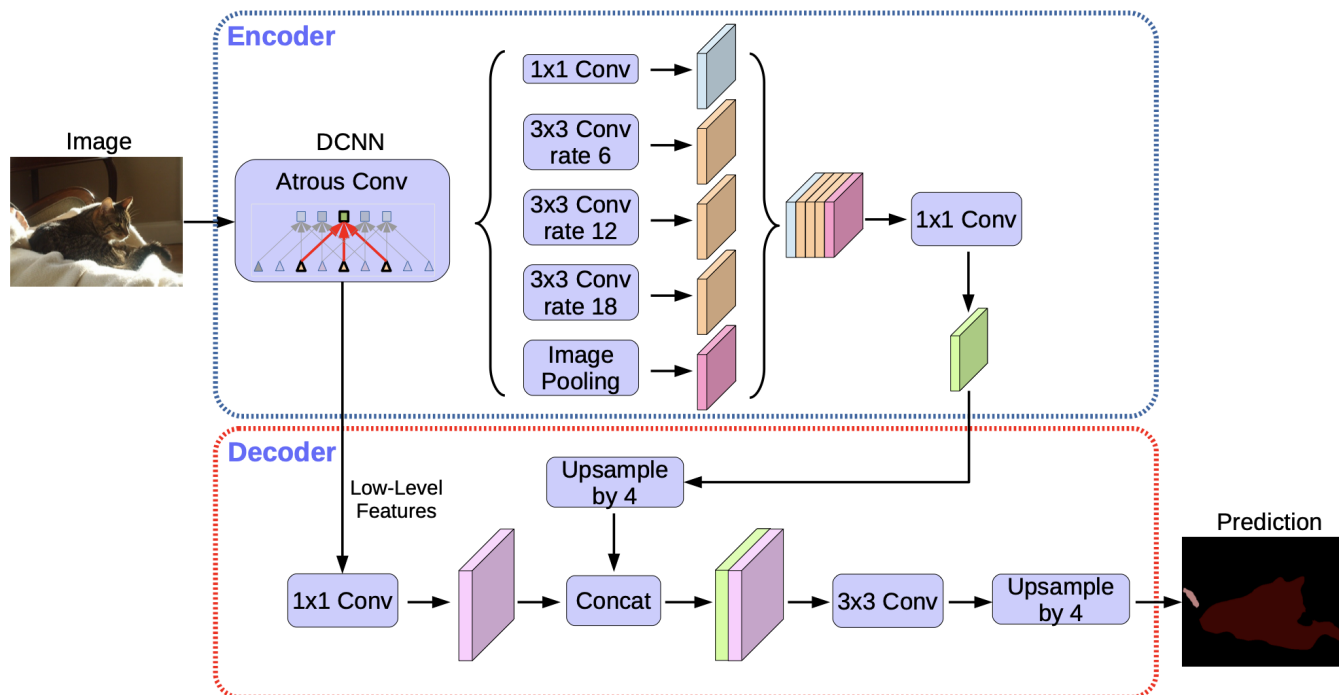 Encoder
Image
DCNN
Atrous Conv
1x1 Conv
3x3 Conv
rate 6
3x3 Conv
rate 12
3x3 Conv
rate 18
Image
Pooling
1x1 Conv
Decoder
Low-Level
Features
Upsample
by 4
1x1 Conv
Concat
3x3 Conv
Upsample
by 4
Prediction